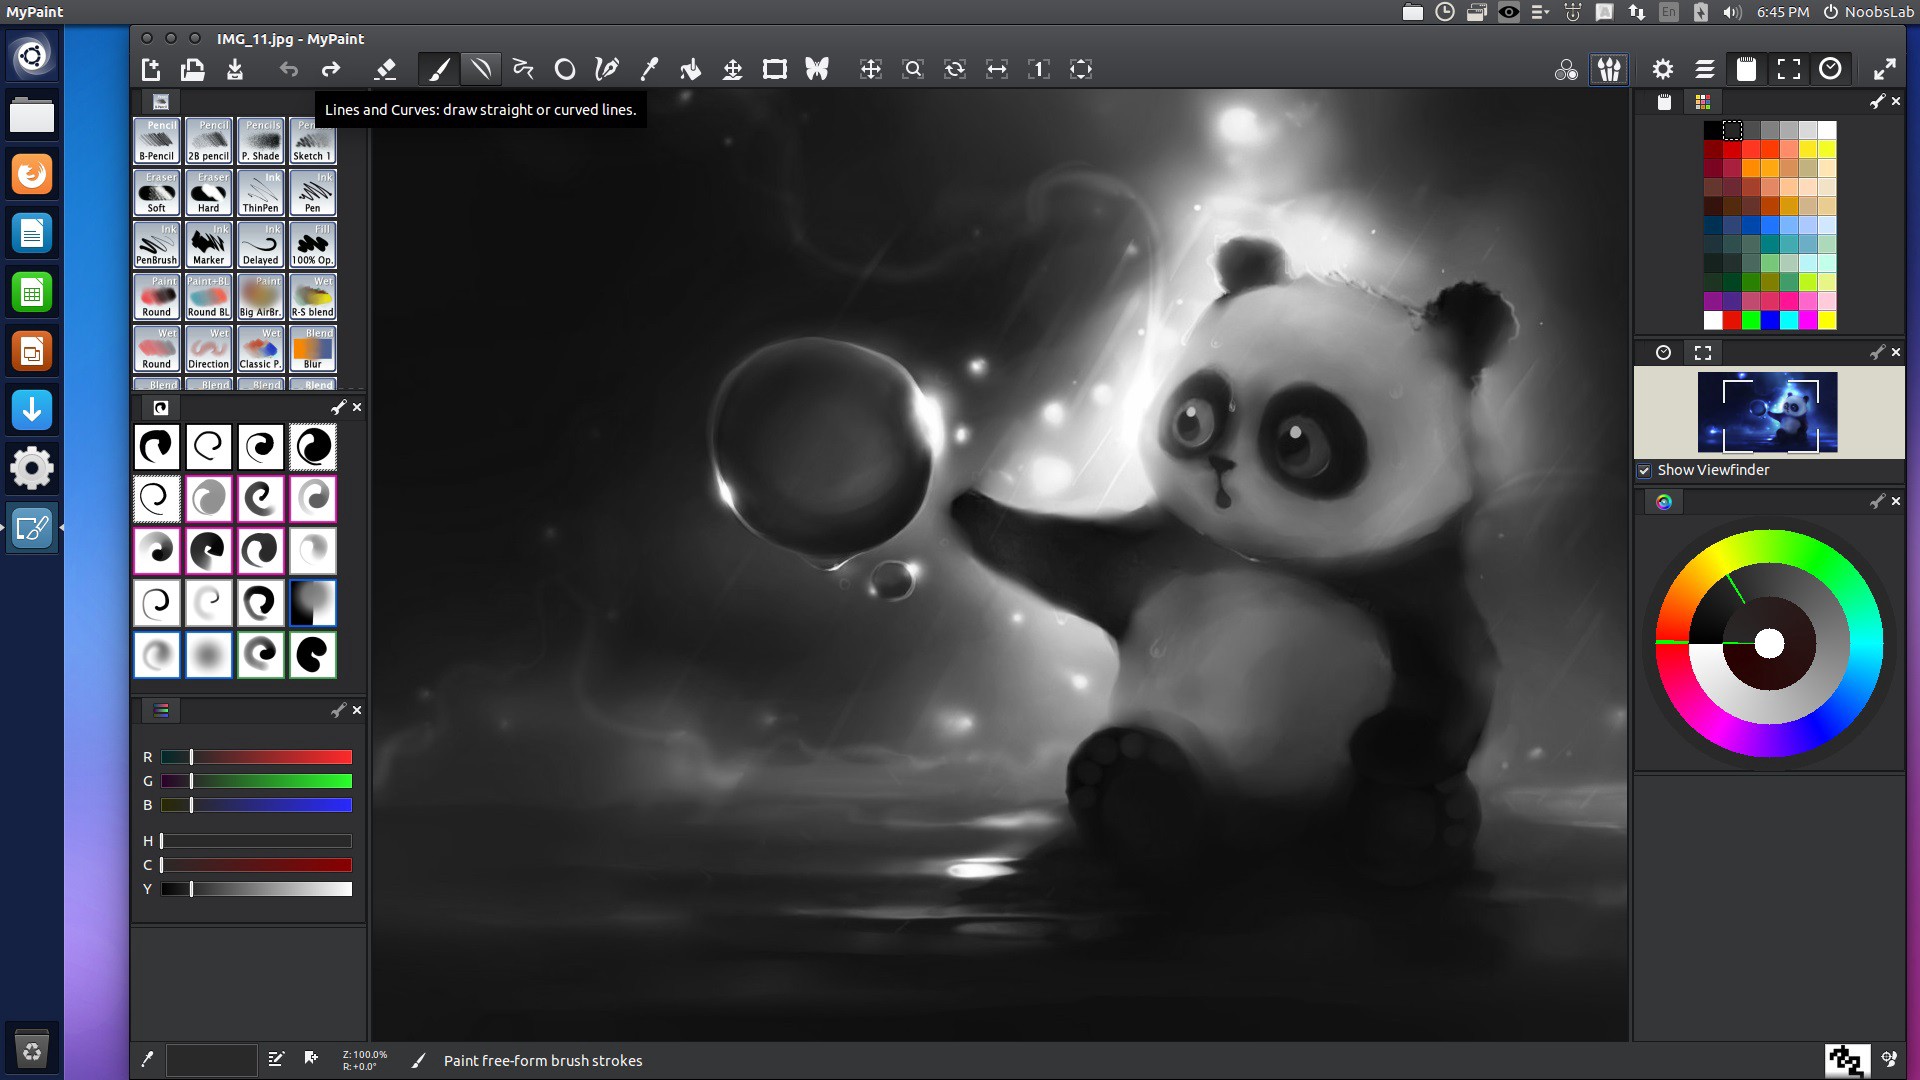 MyPaint
En
6:45 PM
NoobsLab
IMG_11.jpg - MyPaint
Lines and Curves: draw straight or curved lines.
Pencil
B-Pencil
Pencil
2B pencil
Pencils
P. Shade
Sketch 1
Eraser
Soft
Eraser
Hard
Ink
ThinPen
Ink
Pen
Ink
PenBrush
Ink
Marker
Ink
Delayed
Fill
100% Op.
Paint
Round
Paint+BL
Round BL
Paint
Big AirBr.
Wet
R-S blend
Wet
Round
Wet
Direction
Wet
Classic P.
Blend
Blur
Blend
Blend
Blend
Blend
R
G
B
H
C
Y
Show Viewfinder
Z:100.0%
R:+0.0°
Paint free-form brush strokes